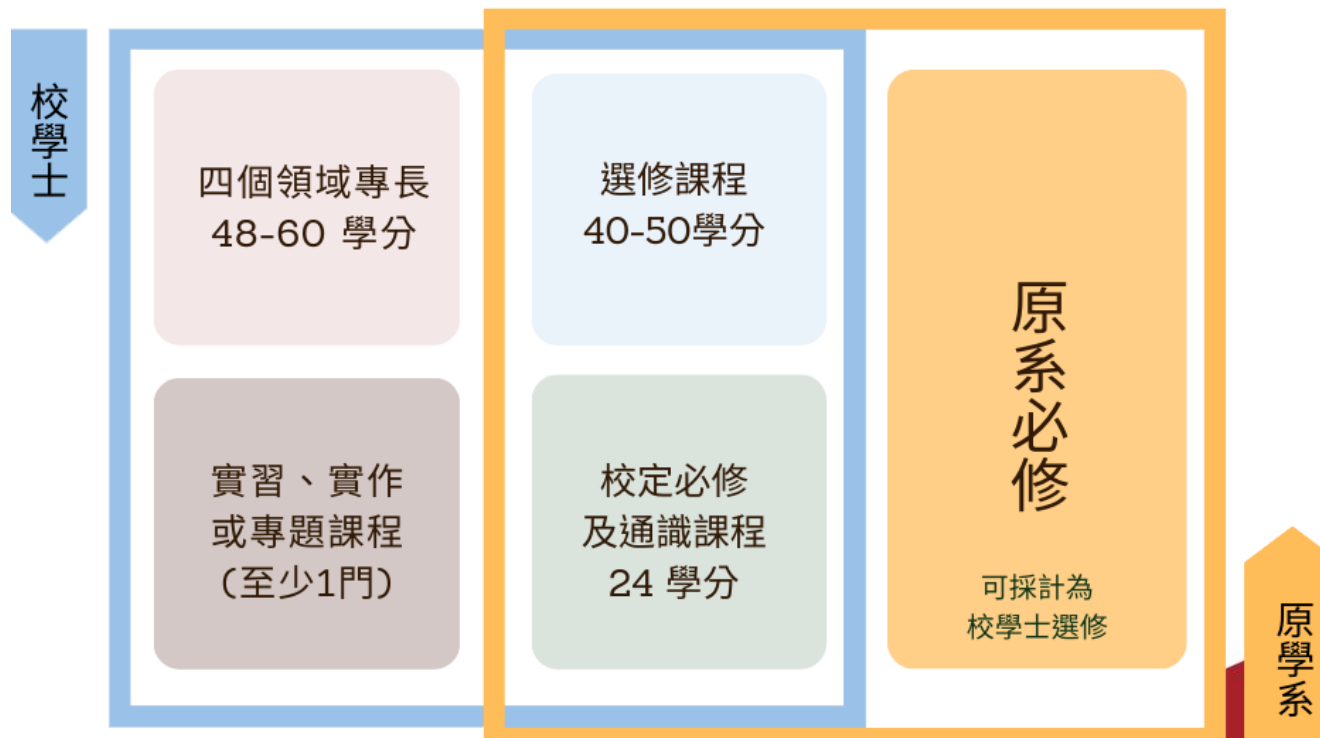 校學士
四個領域專長
48-60 學分
選修課程
40-50學分
實習、實作
或專題課程
(至少1門)
校定必修
及通識課程
24 學分
原系必修
可採計為
校學士選修
原學系